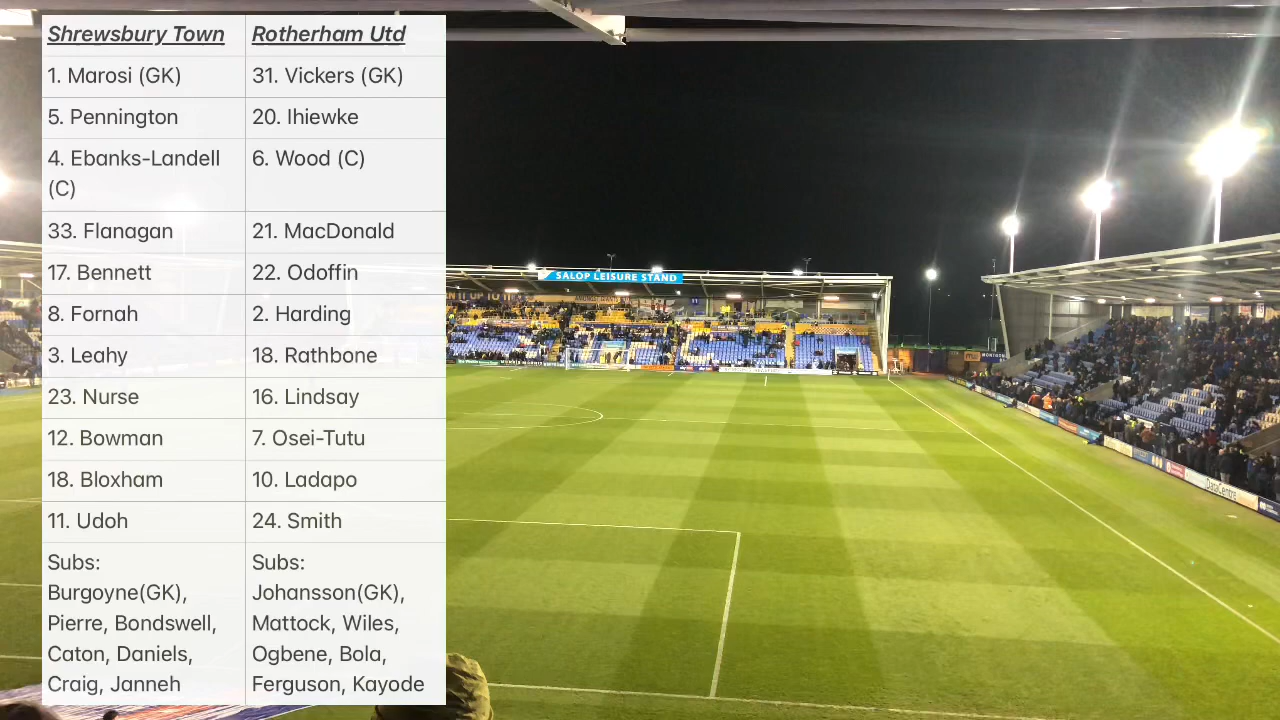 Shrewsbury Town
Rotherham Utd
1. Marosi (GK)
31. Vickers (GK)
5. Pennington
20. Ihiewke
4. Ebanks-Landell
(C)
6. Wood (C)
33. Flanagan
21. MacDonald
17. Bennett
22. Odoffin
8. Fornah
2. Harding
3. Leahy
18. Rathbone
23. Nurse
16. Lindsay
12. Bowman
7. Osei-Tutu
18. Bloxham
10. Ladapo
11. Udoh
24. Smith
Subs:
Burgoyne(GK),
Pierre, Bondswell,
Caton, Daniels,
Craig, Janneh
Subs:
Johansson(GK),
Mattock, Wiles,
Ogbene, Bola,
Ferguson, Kayode
SALOP LEISURE STAND
DataCentre